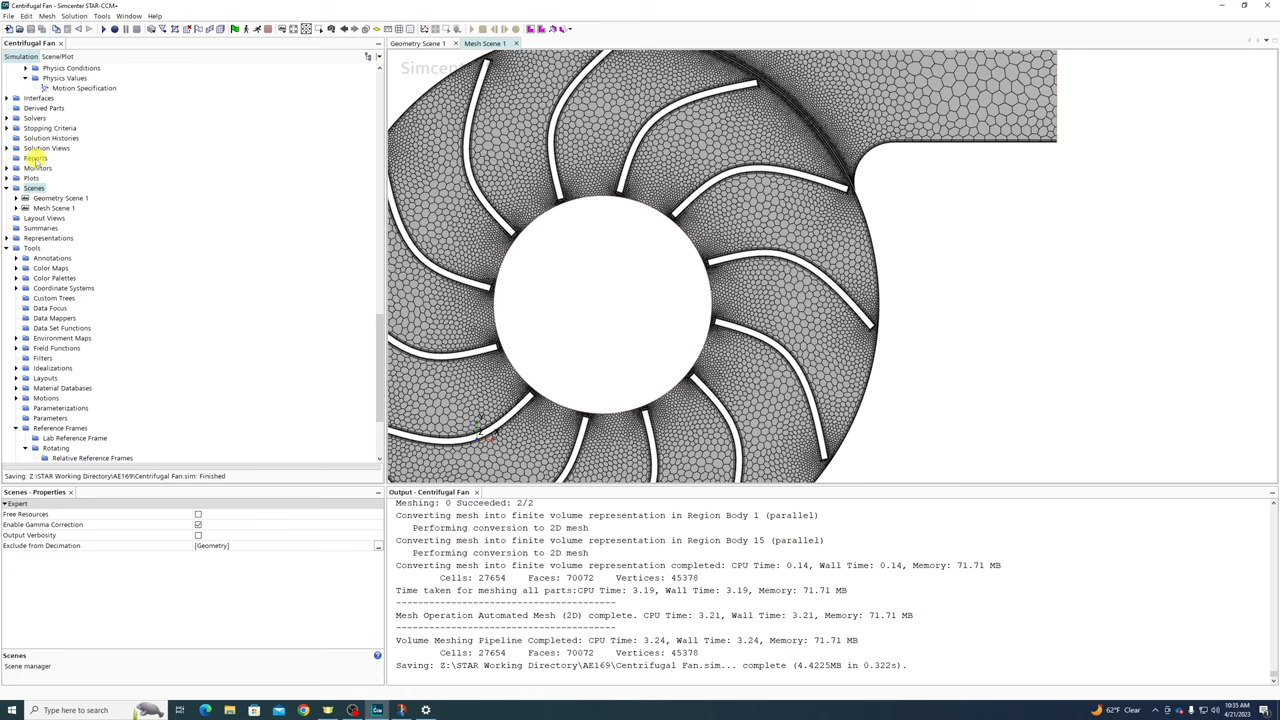 Centrifugal Fan - Simcenter STAR-CCM+
File Edit Mesh Solution Tools Window Help
Centrifugal Fan
Geometry Scene 1
Mesh Scene 1
Simulation Scene/Plot
Simcen
Physics Conditions
Physics Values
Motion Specification
Interfaces
Derived Parts
Solvers
Stopping Criteria
Solution Histories
Solution Views
Reports
Monitors
Plots
Scenes
Geometry Scene 1
Mesh Scene 1
Layout Views
Summaries
Representations
Tools
Annotations
Color Maps
Color Palettes
Coordinate Systems
Custom Trees
Data Focus
Data Mappers
Data Set Functions
Environment Maps
Field Functions
Filters
Idealizations
Layouts
Material Databases
Motions
Parameterizations
Parameters
Reference Frames
Lab Reference Frame
Rotating
Relative Reference Frames
Saving: Z:\STAR Working Directory\AE169\Centrifugal Fan.sim: Finished
Scenes - Properties
Expert
Free Resources
Enable Gamma Correction
Output Verbosity
Exclude from Decimation [Geometry]
Scenes
Scene manager
Output - Centrifugal Fan
Meshing: 0 Succeeded: 2/2
Converting mesh into finite volume representation in Region Body 1 (parallel)
Performing conversion to 2D mesh
Converting mesh into finite volume representation in Region Body 15 (parallel)
Performing conversion to 2D mesh
Converting mesh into finite volume representation completed: CPU Time: 0.14, Wall Time: 0.14, Memory: 71.71 MB
Cells: 27654 Faces: 70072 Vertices: 45378
Time taken for meshing all parts:CPU Time: 3.19, Wall Time: 3.19, Memory: 71.71 MB
--------------------------------------
Mesh Operation Automated Mesh (2D) complete. CPU Time: 3.21, Wall Time: 3.21, Memory: 71.71 MB
--------------------------------------
Volume Meshing Pipeline Completed: CPU Time: 3.24, Wall Time: 3.24, Memory: 71.71 MB
Cells: 27654 Faces: 70072 Vertices: 45378
Saving: Z:\STAR Working Directory\AE169\Centrifugal Fan.sim... complete (4.4225MB in 0.322s).
Type here to search
62°F Clear
10:35 AM
4/21/2023